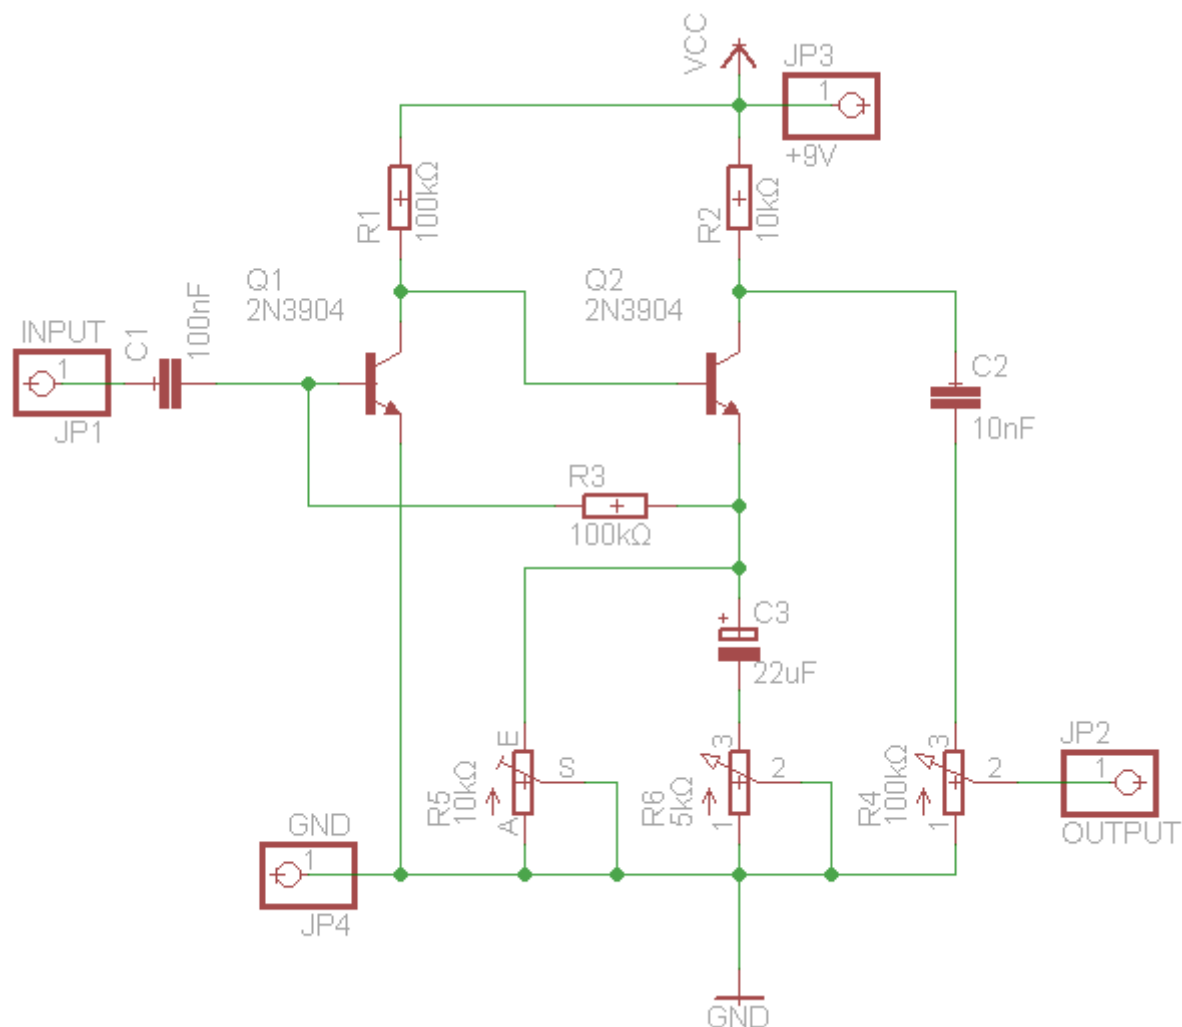 VCC
JP3
1
+9V
R1
100kΩ
R2
10kΩ
Q1
2N3904
Q2
2N3904
INPUT
1
JP1
C1
100nF
C2
10nF
R3
100kΩ
+
C3
22uF
E
S
A
R5
10kΩ
3
2
1
R6
5kΩ
3
2
1
R4
100kΩ
JP2
1
OUTPUT
GND
1
JP4
GND